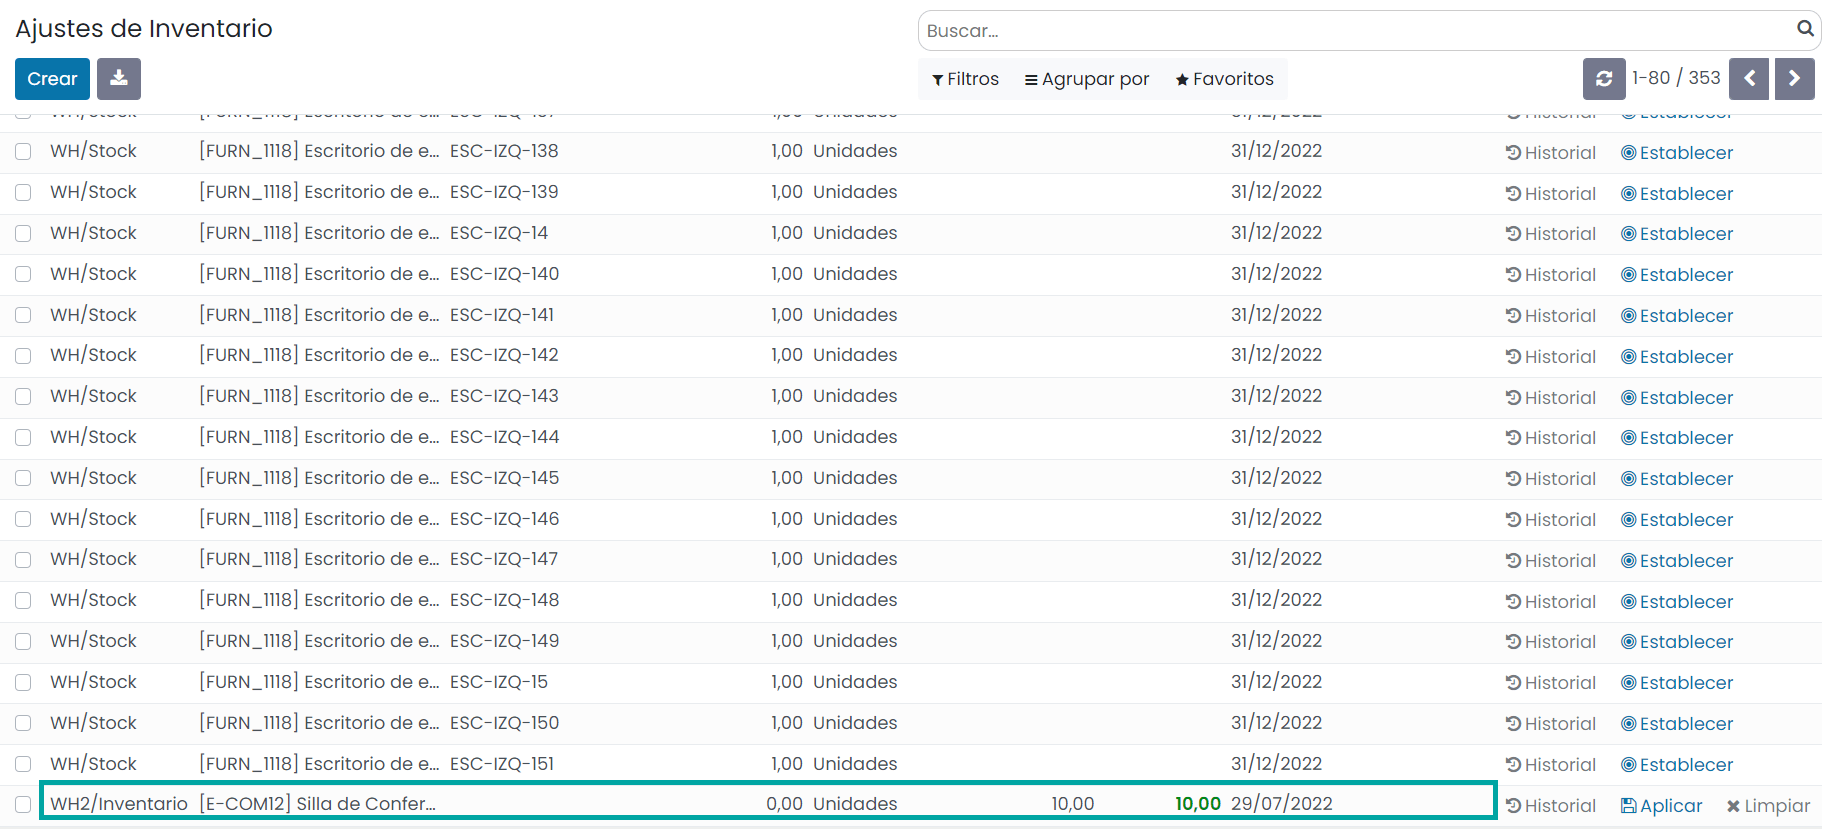 Ajustes de Inventario
Buscar...
Crear
Filtros Agrupar por Favoritos
1-80 / 353
WH/Stock [FURN_1118] Escritorio de e... ESC-IZQ-138 1,00 Unidades 31/12/2022 Historial Establecer
WH/Stock [FURN_1118] Escritorio de e... ESC-IZQ-139 1,00 Unidades 31/12/2022 Historial Establecer
WH/Stock [FURN_1118] Escritorio de e... ESC-IZQ-14 1,00 Unidades 31/12/2022 Historial Establecer
WH/Stock [FURN_1118] Escritorio de e... ESC-IZQ-140 1,00 Unidades 31/12/2022 Historial Establecer
WH/Stock [FURN_1118] Escritorio de e... ESC-IZQ-141 1,00 Unidades 31/12/2022 Historial Establecer
WH/Stock [FURN_1118] Escritorio de e... ESC-IZQ-142 1,00 Unidades 31/12/2022 Historial Establecer
WH/Stock [FURN_1118] Escritorio de e... ESC-IZQ-143 1,00 Unidades 31/12/2022 Historial Establecer
WH/Stock [FURN_1118] Escritorio de e... ESC-IZQ-144 1,00 Unidades 31/12/2022 Historial Establecer
WH/Stock [FURN_1118] Escritorio de e... ESC-IZQ-145 1,00 Unidades 31/12/2022 Historial Establecer
WH/Stock [FURN_1118] Escritorio de e... ESC-IZQ-146 1,00 Unidades 31/12/2022 Historial Establecer
WH/Stock [FURN_1118] Escritorio de e... ESC-IZQ-147 1,00 Unidades 31/12/2022 Historial Establecer
WH/Stock [FURN_1118] Escritorio de e... ESC-IZQ-148 1,00 Unidades 31/12/2022 Historial Establecer
WH/Stock [FURN_1118] Escritorio de e... ESC-IZQ-149 1,00 Unidades 31/12/2022 Historial Establecer
WH/Stock [FURN_1118] Escritorio de e... ESC-IZQ-15 1,00 Unidades 31/12/2022 Historial Establecer
WH/Stock [FURN_1118] Escritorio de e... ESC-IZQ-150 1,00 Unidades 31/12/2022 Historial Establecer
WH/Stock [FURN_1118] Escritorio de e... ESC-IZQ-151 1,00 Unidades 31/12/2022 Historial Establecer
WH2/Inventario [E-COM12] Silla de Confer... 0,00 Unidades 10,00 10,00 29/07/2022 Historial Aplicar Limpiar